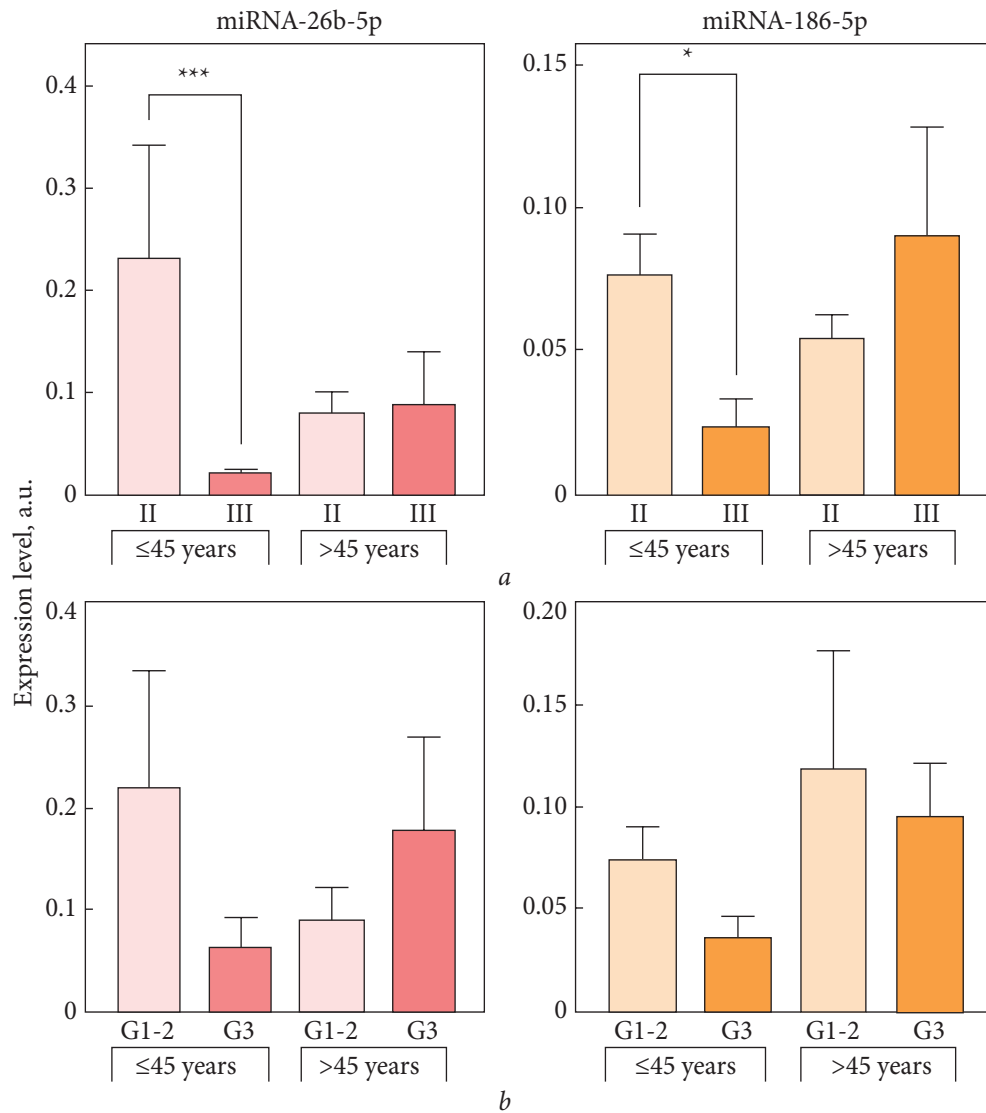 miRNA-26b-5p
miRNA-186-5p
Expression level, a.u.
0.4
0.3
0.2
0.1
0
***
II III II III
≤45 years >45 years
0.15
0.10
0.05
0
*
II III II III
≤45 years >45 years
a
0.4
0.3
0.2
0.1
0
G1-2 G3 G1-2 G3
≤45 years >45 years
0.20
0.15
0.10
0.05
0
G1-2 G3 G1-2 G3
≤45 years >45 years
b